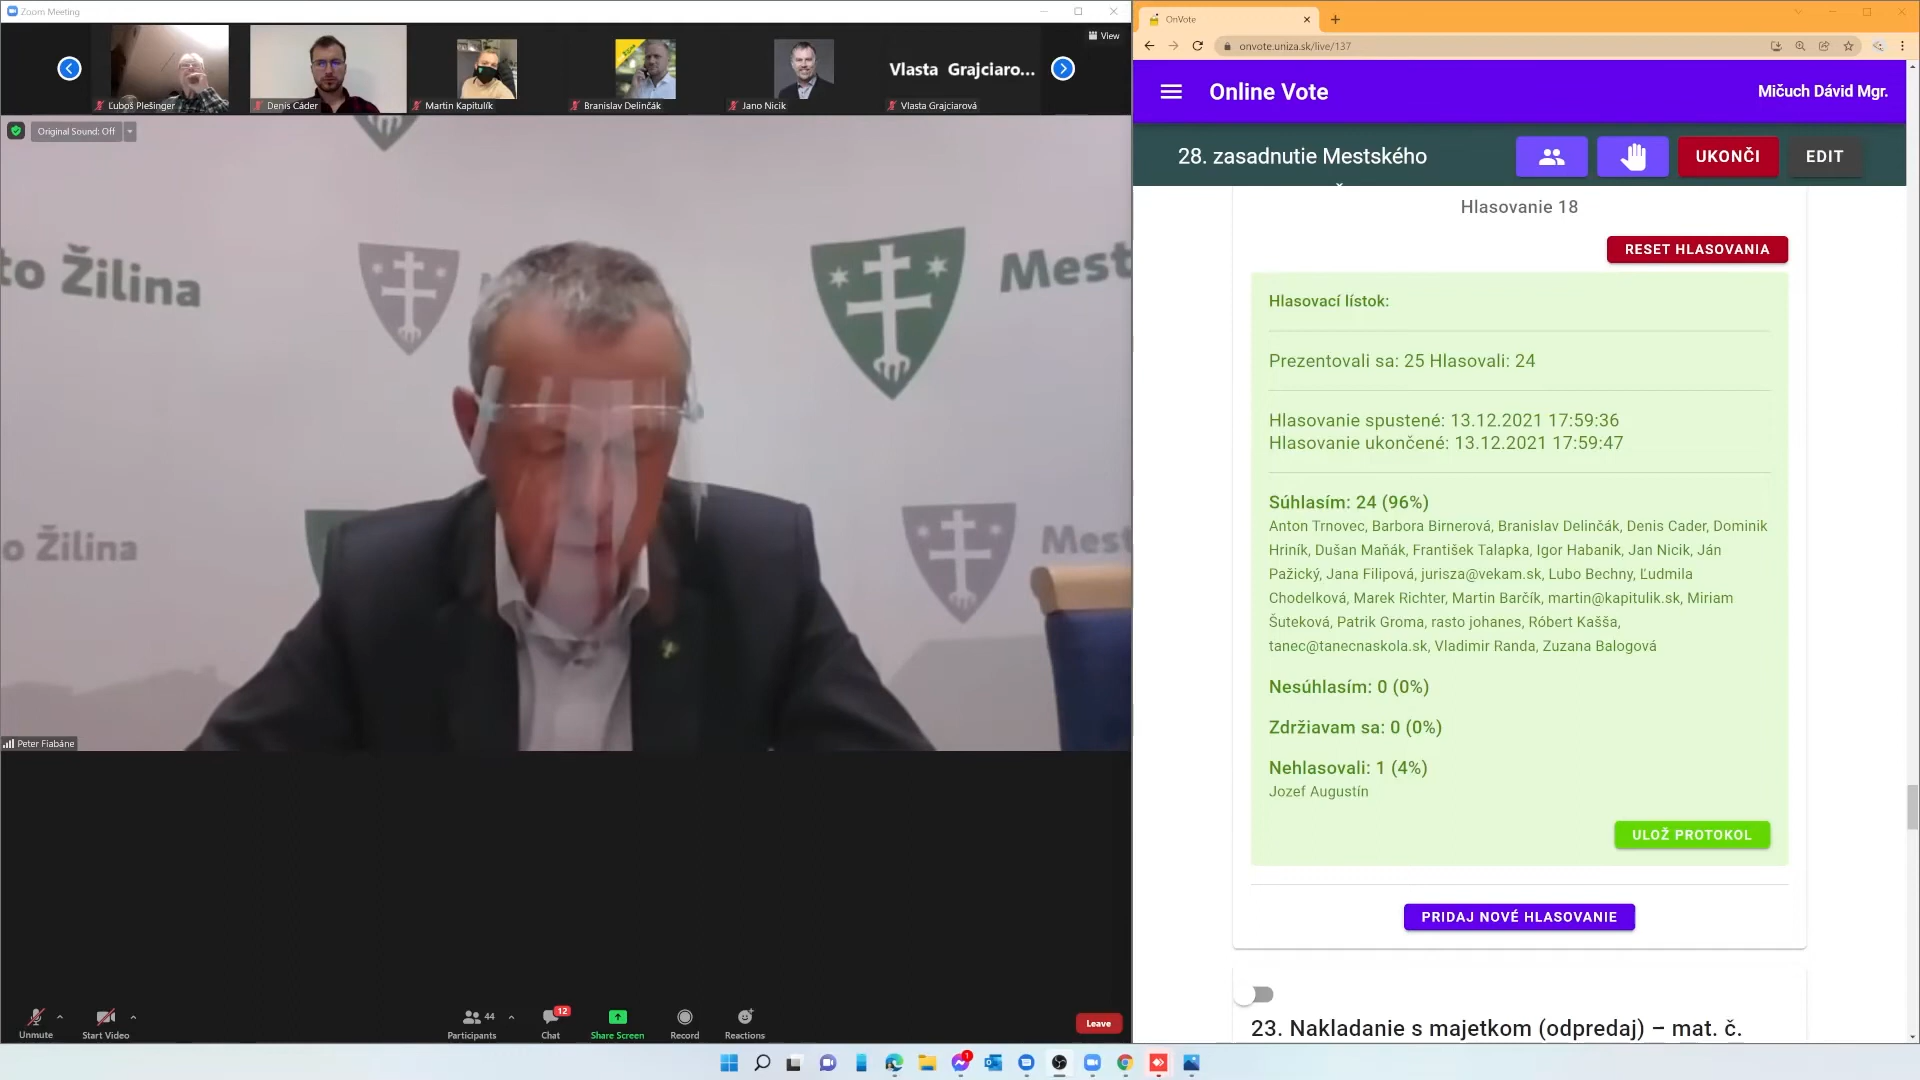 Zoom Meeting
View
Vlasta Grajciaro...
Ľuboš Plešinger
Denis Cáder
Martin Kapitulík
Branislav Delinčák
Jano Nicik
Vlasta Grajciarová
Original Sound: Off
to Žilina
Mest
o Žilina
Mes
Peter Fiabáne
Unmute
Start Video
44
Participants
12
Chat
Share Screen
Record
Reactions
Leave
OnVote
onvote.uniza.sk/live/137
Online Vote
Mičuch Dávid Mgr.
28. zasadnutie Mestského
UKONČI
EDIT
Hlasovanie 18
RESET HLASOVANIA
Hlasovací lístok:
Prezentovali sa: 25 Hlasovali: 24
Hlasovanie spustené: 13.12.2021 17:59:36
Hlasovanie ukončené: 13.12.2021 17:59:47
Súhlasím: 24 (96%)
Anton Trnovec, Barbora Birnerová, Branislav Delinčák, Denis Cader, Dominik
Hriník, Dušan Maňák, František Talapka, Igor Habanik, Jan Nicik, Ján
Pažický, Jana Filipová, jurisza@vekam.sk, Lubo Bechny, Ľudmila
Chodelková, Marek Richter, Martin Barčík, martin@kapitulik.sk, Miriam
Šuteková, Patrik Groma, rasto johanes, Róbert Kašša,
tanec@tanecnaskola.sk, Vladimir Randa, Zuzana Balogová
Nesúhlasím: 0 (0%)
Zdržiavam sa: 0 (0%)
Nehlasovali: 1 (4%)
Jozef Augustín
ULOŽ PROTOKOL
PRIDAJ NOVÉ HLASOVANIE
23. Nakladanie s majetkom (odpredaj) – mat. č.